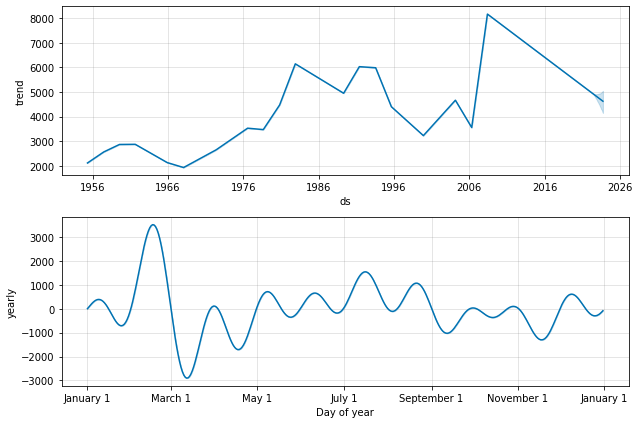 8000
7000
6000
5000
4000
3000
2000
trend
1956 1966 1976 1986 1996 2006 2016 2026
ds
3000
2000
1000
0
−1000
−2000
−3000
yearly
January 1 March 1 May 1 July 1 September 1 November 1 January 1
Day of year